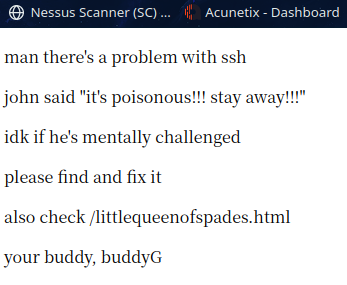 Nessus Scanner (SC) ... Acunetix - Dashboard
man there's a problem with ssh
john said "it's poisonous!!! stay away!!!"
idk if he's mentally challenged
please find and fix it
also check /littlequeenofspades.html
your buddy, buddyG